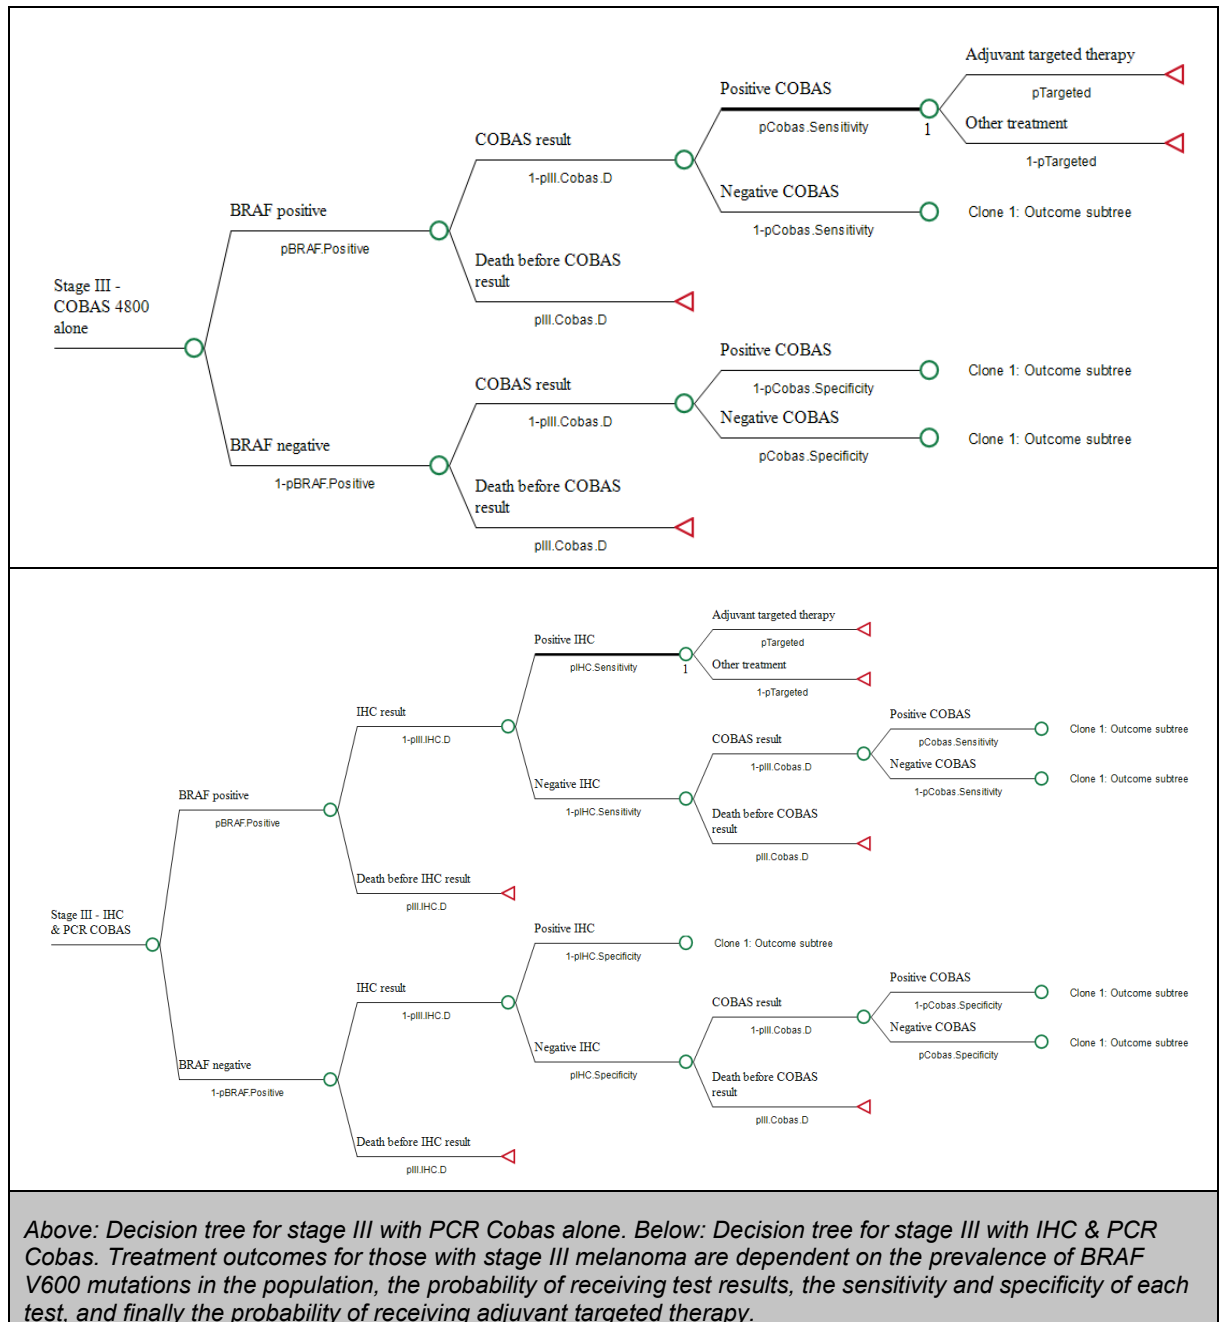 Adjuvant targeted therapy
pTargeted
Positive COBAS
pCobas.Sensitivity
1
Other treatment
1-pTargeted
COBAS result
1-pIII.Cobas.D
Negative COBAS
1-pCobas.Sensitivity
Clone 1: Outcome subtree
BRAF positive
pBRAF.Positive
Death before COBAS
result
pIII.Cobas.D
Stage III -
COBAS 4800
alone
Positive COBAS
1-pCobas.Specificity
Clone 1: Outcome subtree
COBAS result
1-pIII.Cobas.D
Negative COBAS
pCobas.Specificity
Clone 1: Outcome subtree
BRAF negative
1-pBRAF.Positive
Death before COBAS
result
pIII.Cobas.D
Adjuvant targeted therapy
pTargeted
Positive IHC
pIHC.Sensitivity
1
Other treatment
1-pTargeted
IHC result
1-pIII.IHC.D
Positive COBAS
pCobas.Sensitivity
Clone 1: Outcome subtree
COBAS result
1-pIII.Cobas.D
Negative COBAS
1-pCobas.Sensitivity
Clone 1: Outcome subtree
Negative IHC
1-pIHC.Sensitivity
BRAF positive
pBRAF.Positive
Death before COBAS
result
pIII.Cobas.D
Death before IHC result
pIII.IHC.D
Stage III - IHC
& PCR COBAS
Positive IHC
1-pIHC.Specificity
Clone 1: Outcome subtree
IHC result
1-pIII.IHC.D
Positive COBAS
1-pCobas.Specificity
Clone 1: Outcome subtree
COBAS result
1-pIII.Cobas.D
Negative COBAS
pCobas.Specificity
Clone 1: Outcome subtree
Negative IHC
pIHC.Specificity
BRAF negative
1-pBRAF.Positive
Death before COBAS
result
pIII.Cobas.D
Death before IHC result
pIII.IHC.D
Above: Decision tree for stage III with PCR Cobas alone. Below: Decision tree for stage III with IHC & PCR
Cobas. Treatment outcomes for those with stage III melanoma are dependent on the prevalence of BRAF
V600 mutations in the population, the probability of receiving test results, the sensitivity and specificity of each
test, and finally the probability of receiving adjuvant targeted therapy.